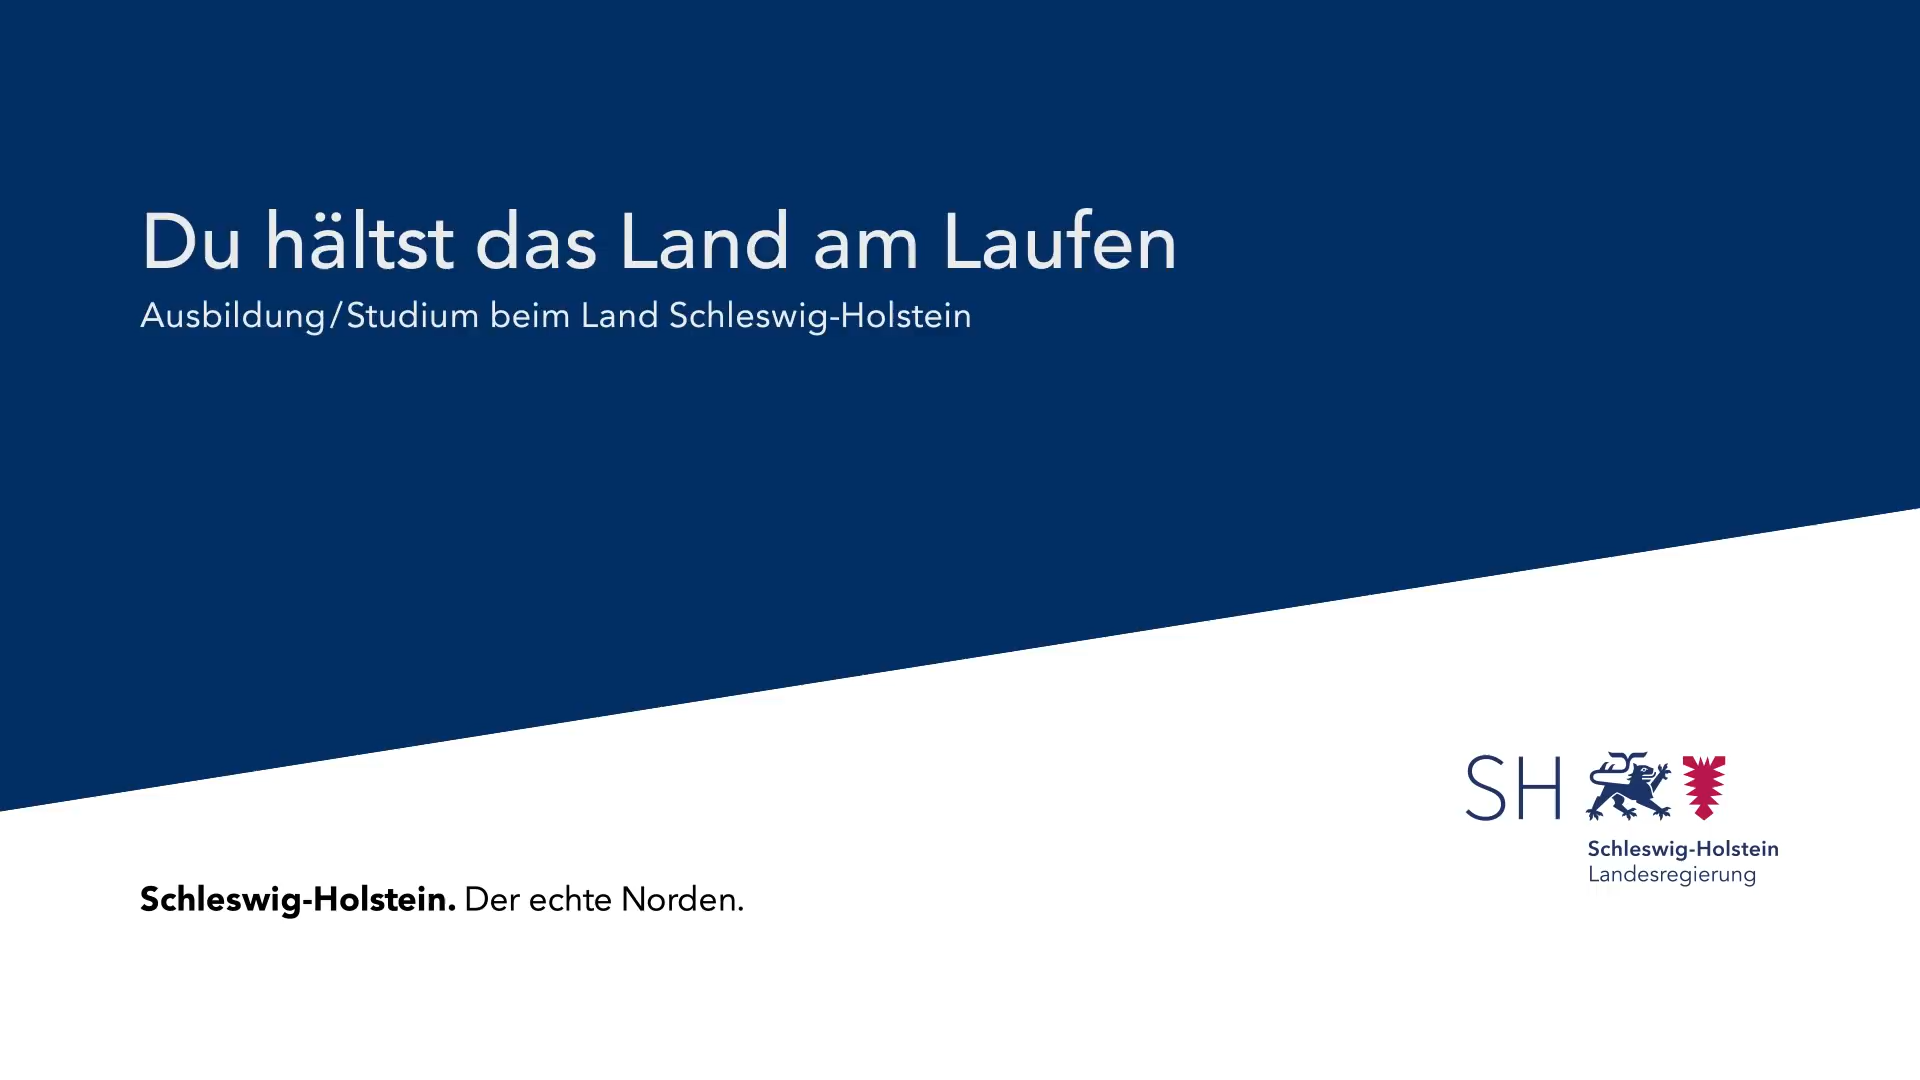 Du hältst das Land am Laufen
Ausbildung/Studium beim Land Schleswig-Holstein
SH
Schleswig-Holstein
Landesregierung
Schleswig-Holstein. Der echte Norden.